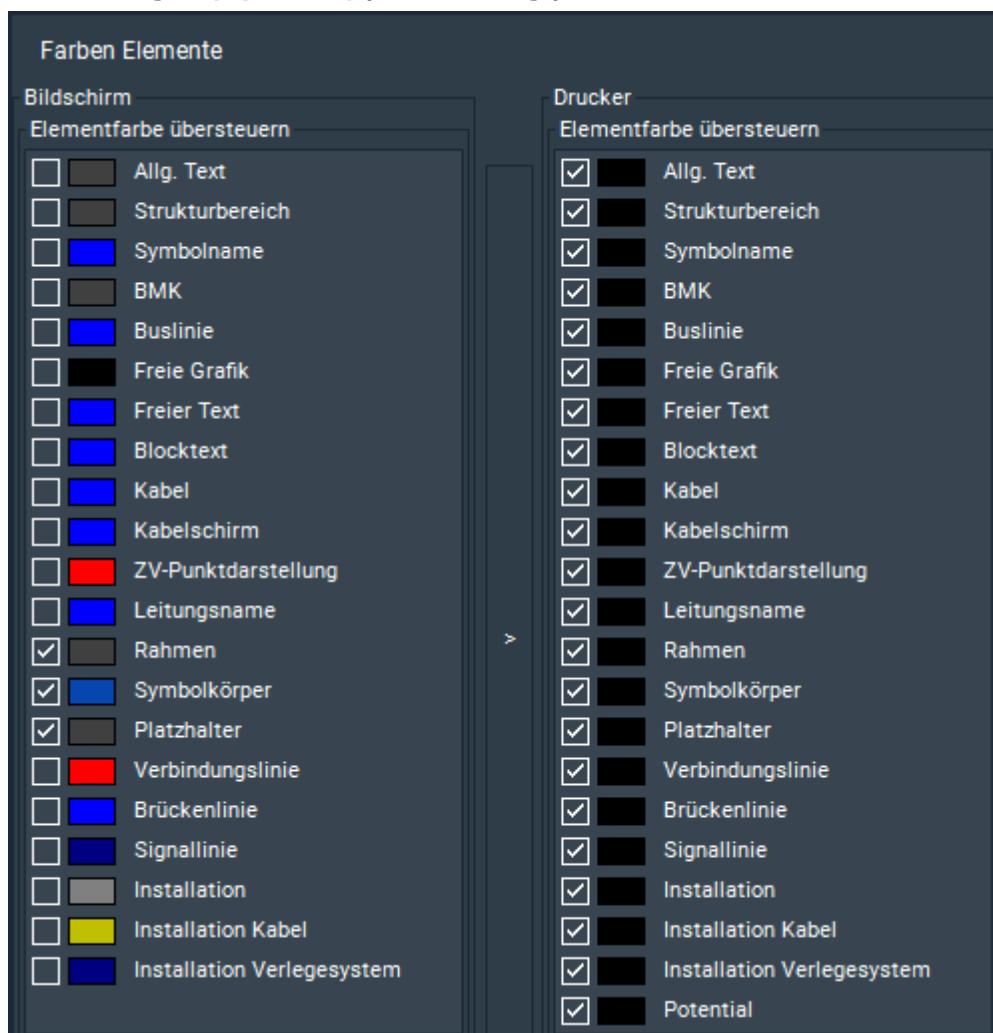 Farben Elemente
Bildschirm
Elementfarbe übersteuern
Allg. Text
Strukturbereich
Symbolname
BMK
Buslinie
Freie Grafik
Freier Text
Blocktext
Kabel
Kabelschirm
ZV-Punktdarstellung
Leitungsname
Rahmen
Symbolkörper
Platzhalter
Verbindungslinie
Brückenlinie
Signallinie
Installation
Installation Kabel
Installation Verlegesystem
>
Drucker
Elementfarbe übersteuern
Allg. Text
Strukturbereich
Symbolname
BMK
Buslinie
Freie Grafik
Freier Text
Blocktext
Kabel
Kabelschirm
ZV-Punktdarstellung
Leitungsname
Rahmen
Symbolkörper
Platzhalter
Verbindungslinie
Brückenlinie
Signallinie
Installation
Installation Kabel
Installation Verlegesystem
Potential